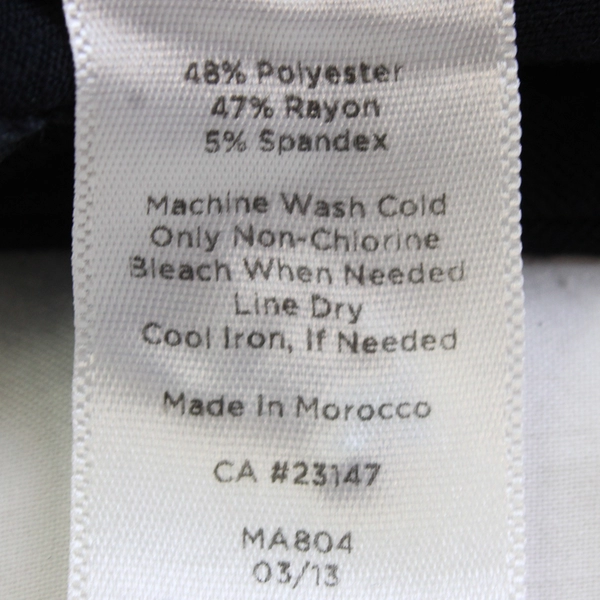 48% Polyester
47% Rayon
5% Spandex
Machine Wash Cold
Only Non-Chlorine
Bleach When Needed
Line Dry
Cool Iron, If Needed
Made In Morocco
CA #23147
MA804
03/13